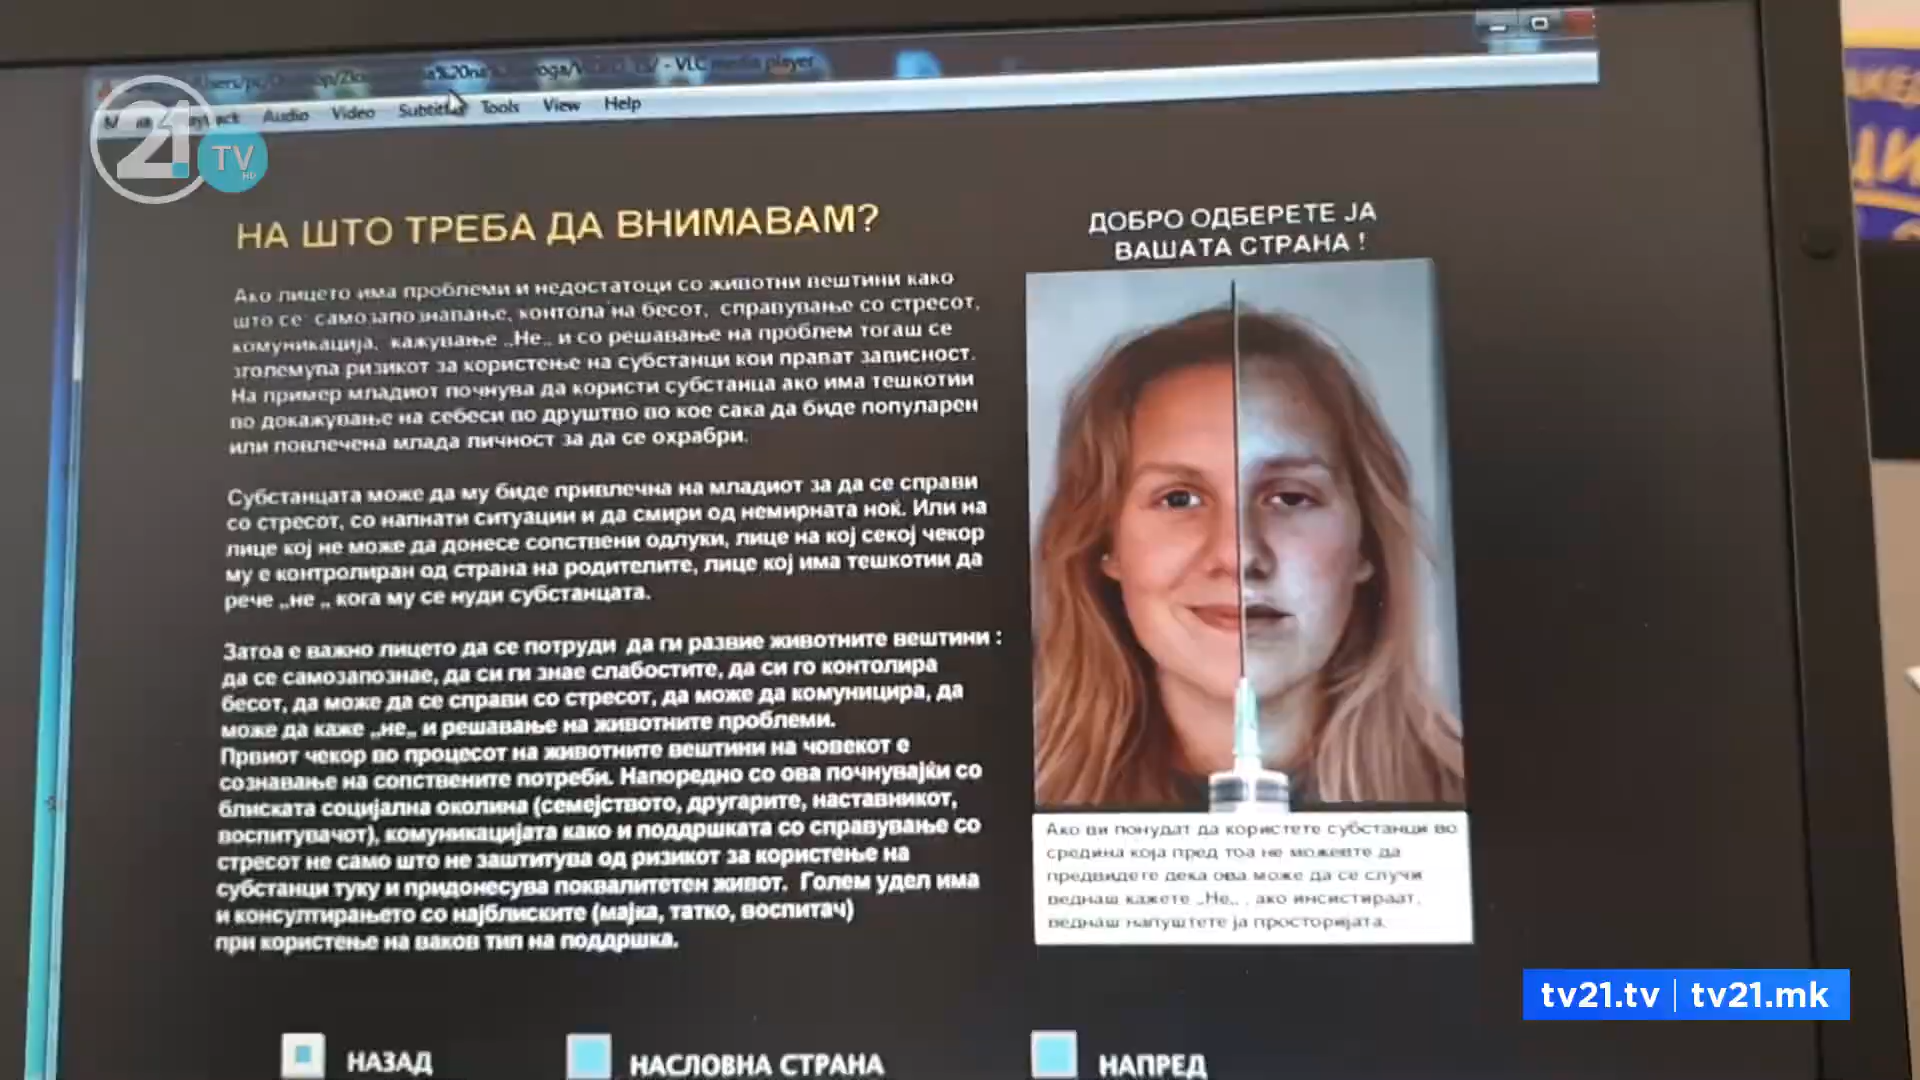 21 TV HD
- VLC media player
Audio Video Subtitle Tools View Help
НА ШТО ТРЕБА ДА ВНИМАВАМ?
Ако лицето има проблеми и недостатоци со животни вештини како
што се самозапознавање, контола на бесот, справување со стресот,
комуникација, кажување „Не„ и со решавање на проблем тогаш се
зголемува ризикот за користење на субстанци кои прават зависност.
На пример младиот почнува да користи субстанца ако има тешкотии
во докажување на себеси во друштво во кое сака да биде популарен
или повлечена млада личност за да се охрабри.
Субстанцата може да му биде привлечна на младиот за да се справи
со стресот, со напнати ситуации и да смири од немирната ноќ. Или на
лице кој не може да донесе сопствени одлуки, лице на кој секој чекор
му е контролиран од страна на родителите, лице кој има тешкотии да
рече „не „ кога му се нуди субстанцата.
Затоа е важно лицето да се потруди да ги развие животните вештини :
да се самозапознае, да си ги знае слабостите, да си го контолира
бесот, да може да се справи со стресот, да може да комуницира, да
може да каже „не„ и решавање на животните проблеми.
Првиот чекор во процесот на животните вештини на човекот е
сознавање на сопствените потреби. Напоредно со ова почнувајќи со
блиската социјална околина (семејството, другарите, наставникот,
воспитувачот), комуникацијата како и поддршката со справување со
стресот не само што не заштитува од ризикот за користење на
субстанци туку и придонесува поквалитетен живот. Голем удел има
и консултирањето со најблиските (мајка, татко, воспитач)
при користење на ваков тип на поддршка.
ДОБРО ОДБЕРЕТЕ ЈА
ВАШАТА СТРАНА !
Ако ви понудат да користете субстанци во
средина која пред тоа не можевте да
предвидете дека ова може да се случи
веднаш кажете „Не„ , ако инсистираат,
веднаш напуштете ја просторијата.
НАЗАД НАСЛОВНА СТРАНА НАПРЕД
tv21.tv | tv21.mk